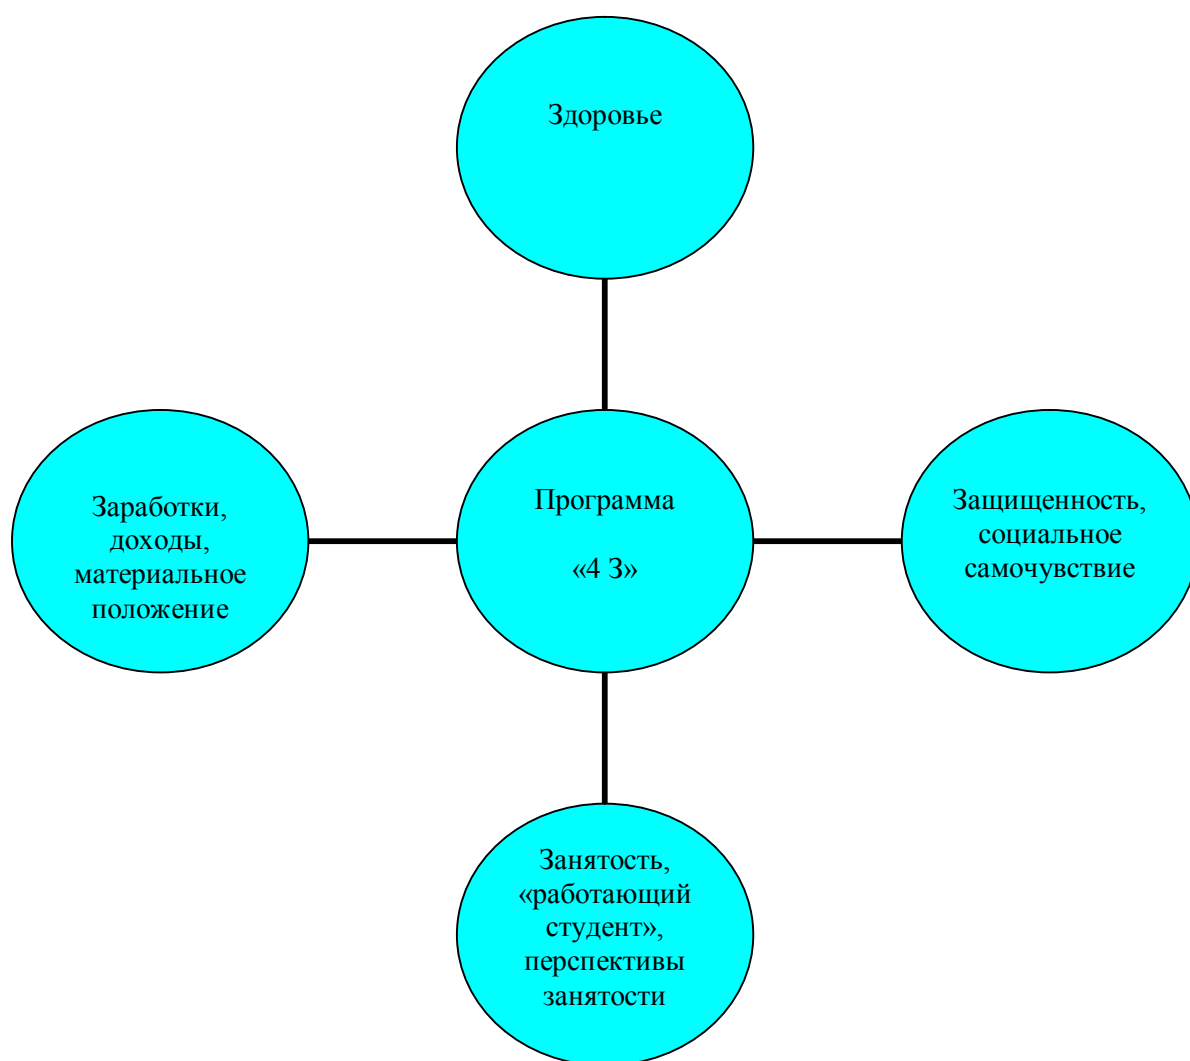 Здоровье
Заработки,
доходы,
материальное
положение
Программа
«4 З»
Защищенность,
социальное
самочувствие
Занятость,
«работающий
студент»,
перспективы
занятости